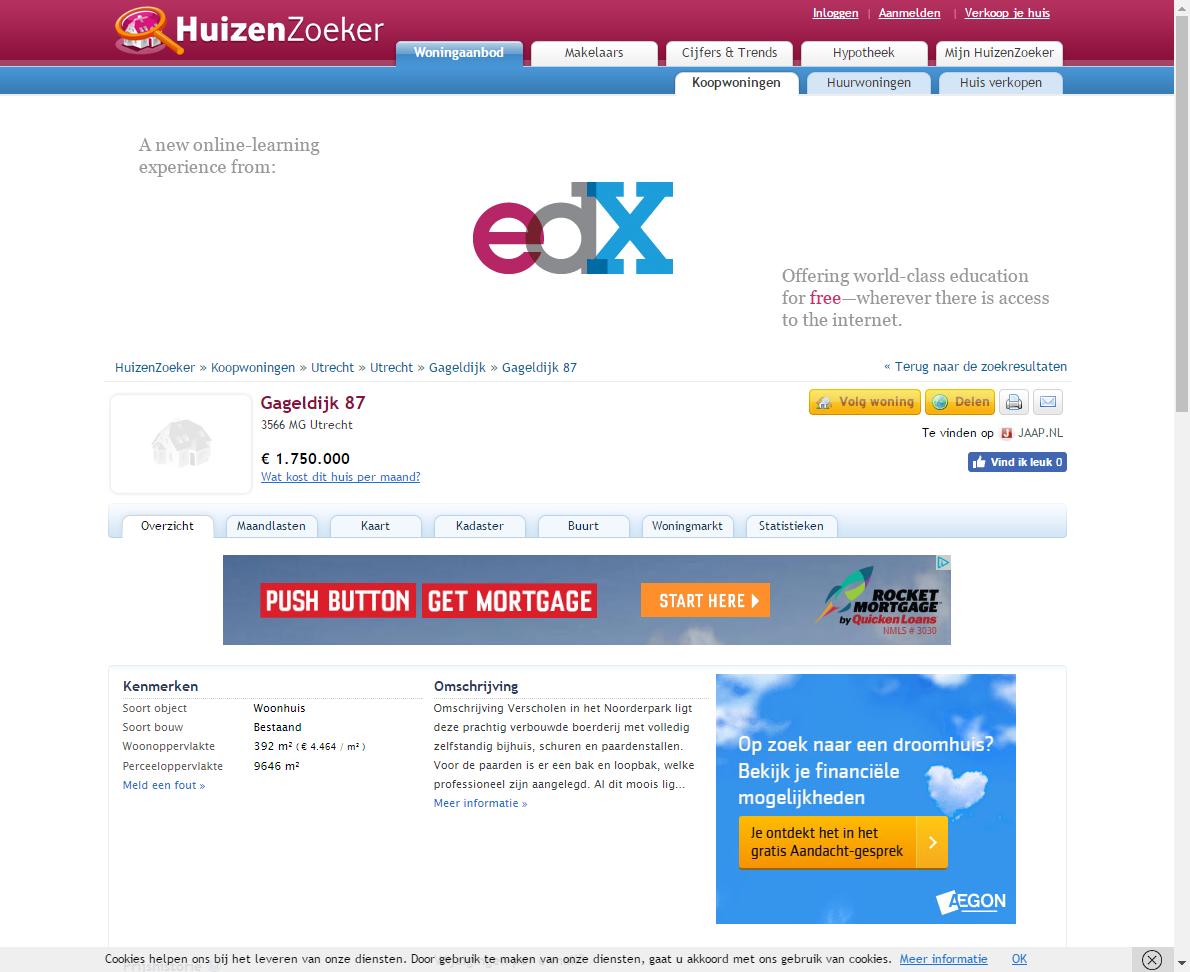 Inloggen | Aanmelden | Verkoop je huis
HuizenZoeker
Woningaanbod Makelaars Cijfers & Trends Hypotheek Mijn HuizenZoeker
Koopwoningen Huurwoningen Huis verkopen
A new online-learning
experience from:
edX
Offering world-class education
for free—wherever there is access
to the internet.
HuizenZoeker » Koopwoningen » Utrecht » Utrecht » Gageldijk » Gageldijk 87
« Terug naar de zoekresultaten
Gageldijk 87
3566 MG Utrecht
€ 1.750.000
Wat kost dit huis per maand?
Volg woning Delen
Te vinden op JAAP.NL
Vind ik leuk 0
Overzicht Maandlasten Kaart Kadaster Buurt Woningmarkt Statistieken
PUSH BUTTON GET MORTGAGE
START HERE
ROCKET
MORTGAGE
by Quicken Loans
NMLS # 3030
Kenmerken
Soort object Woonhuis
Soort bouw Bestaand
Woonoppervlakte 392 m² ( € 4.464 / m² )
Perceeloppervlakte 9646 m²
Meld een fout »
Omschrijving
Omschrijving Verscholen in het Noorderpark ligt
deze prachtig verbouwde boerderij met volledig
zelfstandig bijhuis, schuren en paardenstallen.
Voor de paarden is er een bak en loopbak, welke
professioneel zijn aangelegd. Al dit moois lig...
Meer informatie »
Op zoek naar een droomhuis?
Bekijk je financiële
mogelijkheden
Je ontdekt het in het
gratis Aandacht-gesprek
AEGON
Cookies helpen ons bij het leveren van onze diensten. Door gebruik te maken van onze diensten, gaat u akkoord met ons gebruik van cookies. Meer informatie OK
Prijshistorie